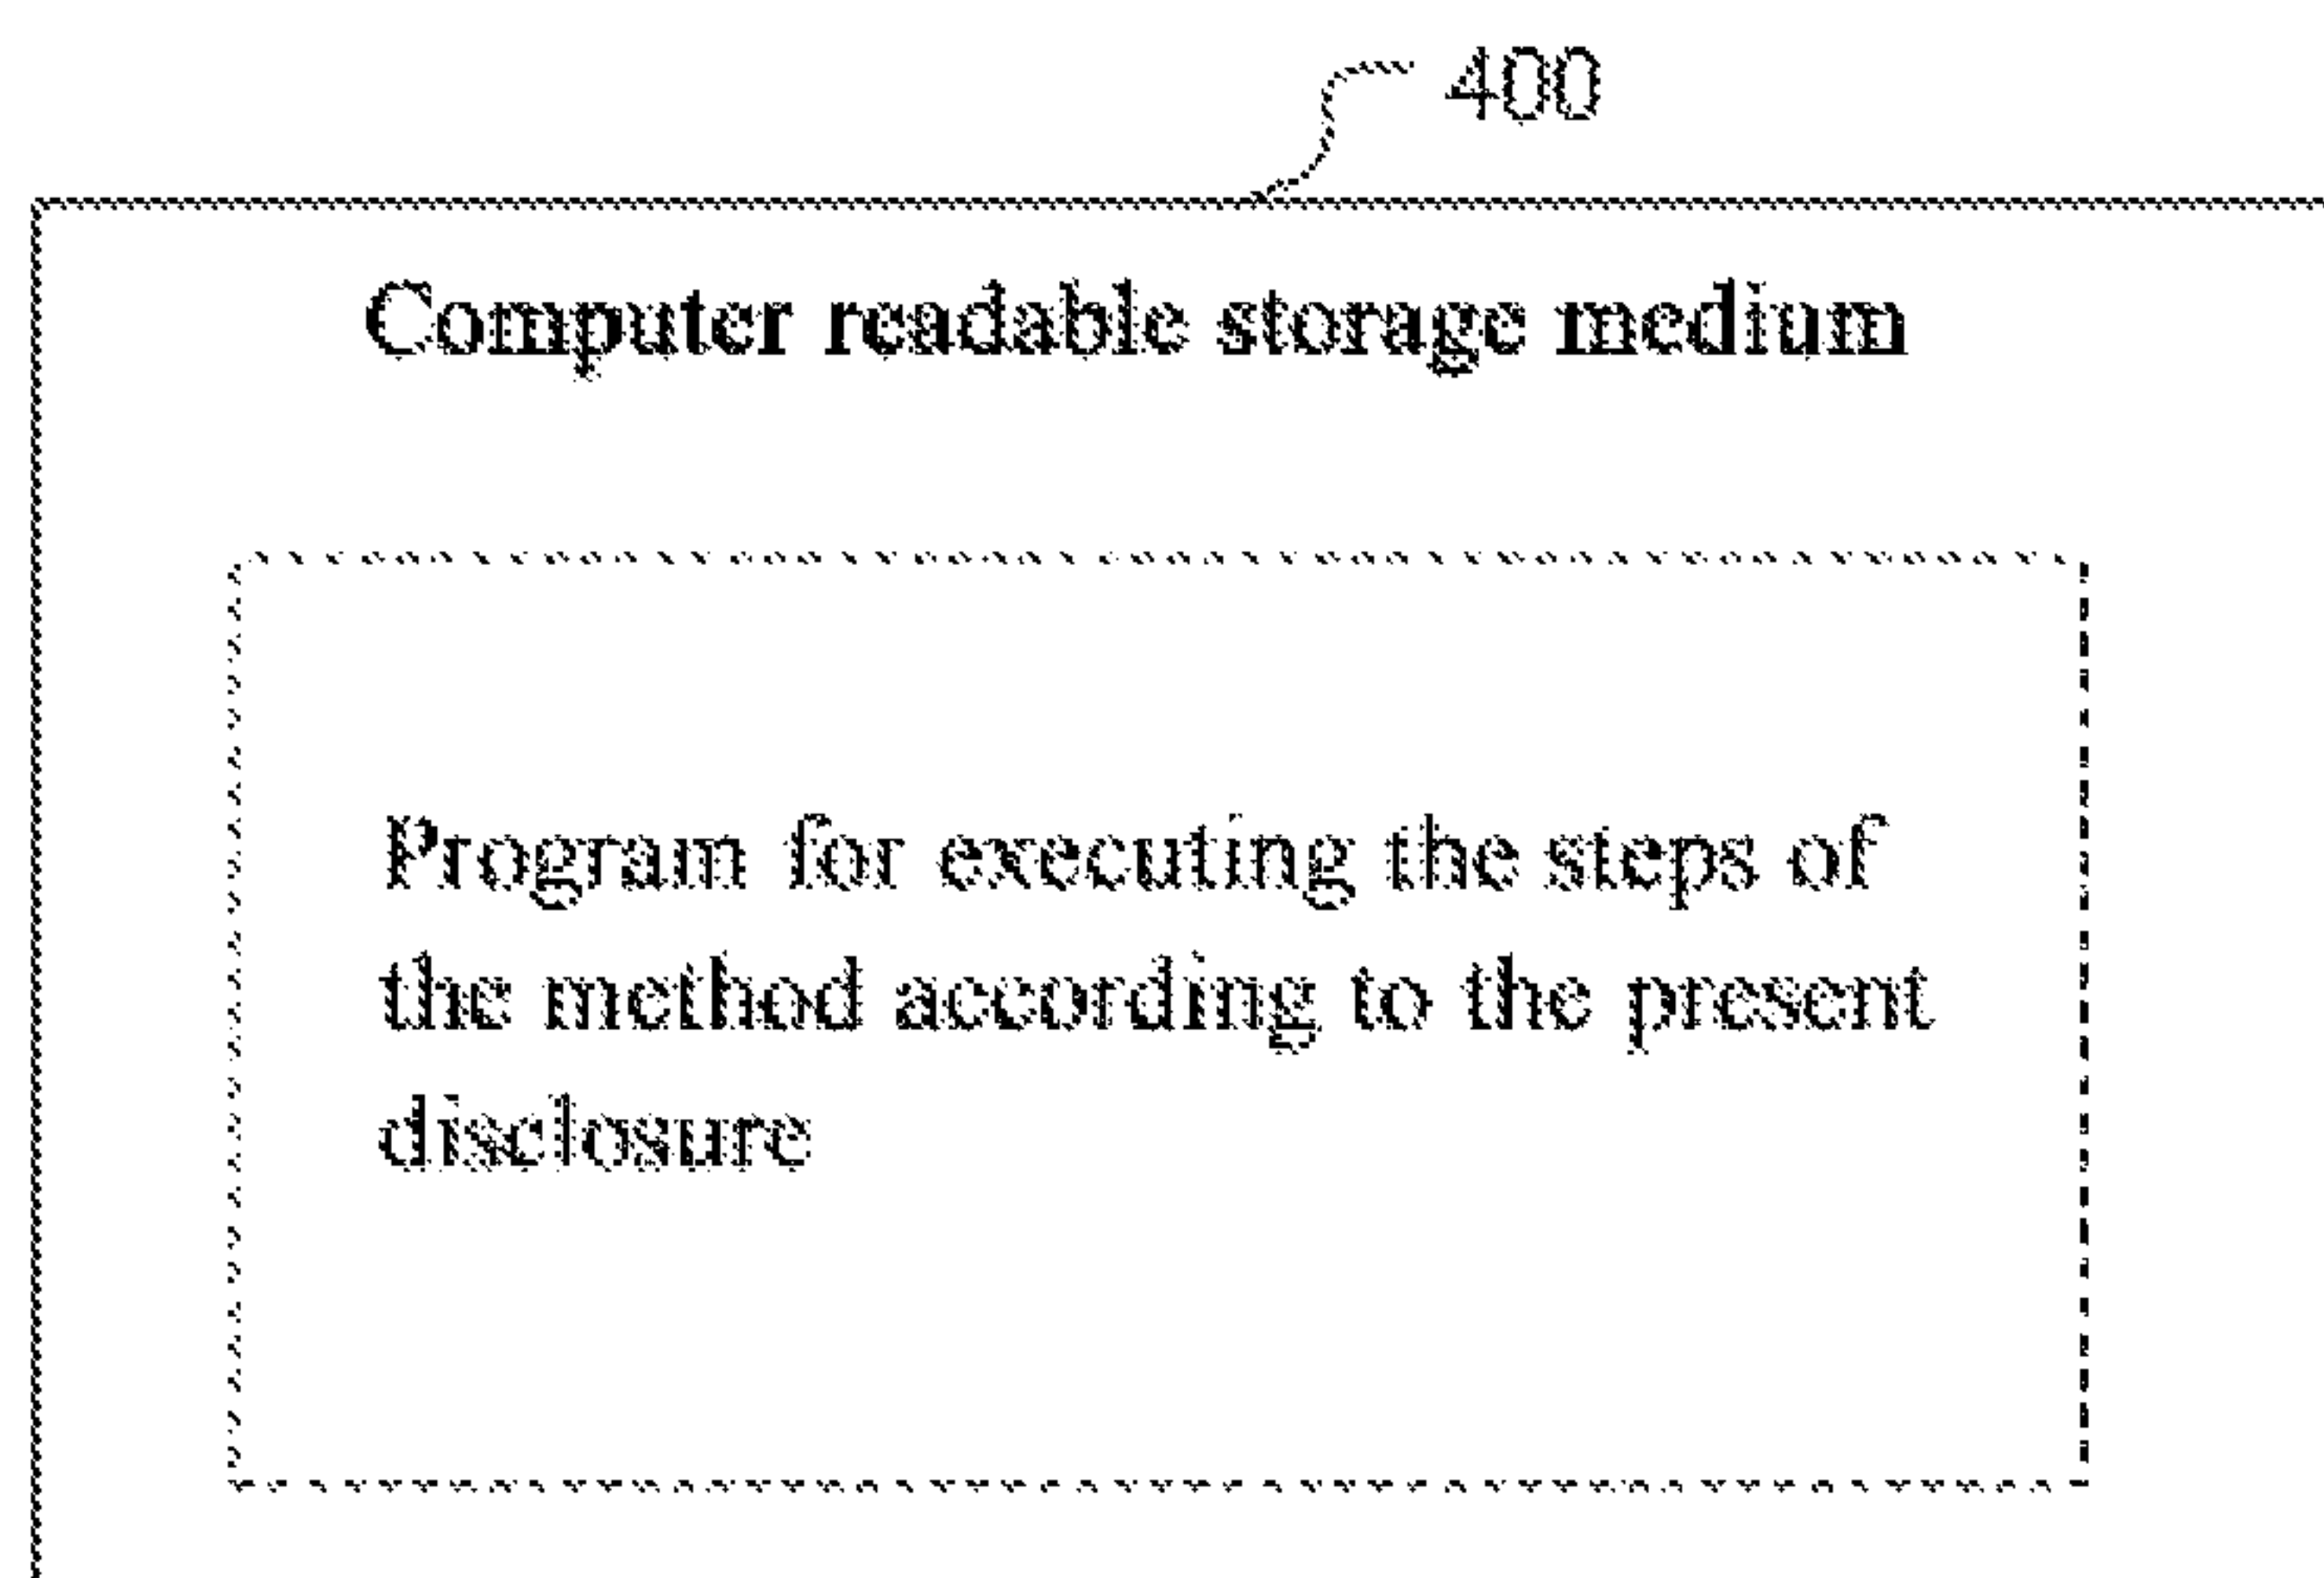 400
Computer readable storage medium
Program for executing the steps of
the method according to the present
disclosure